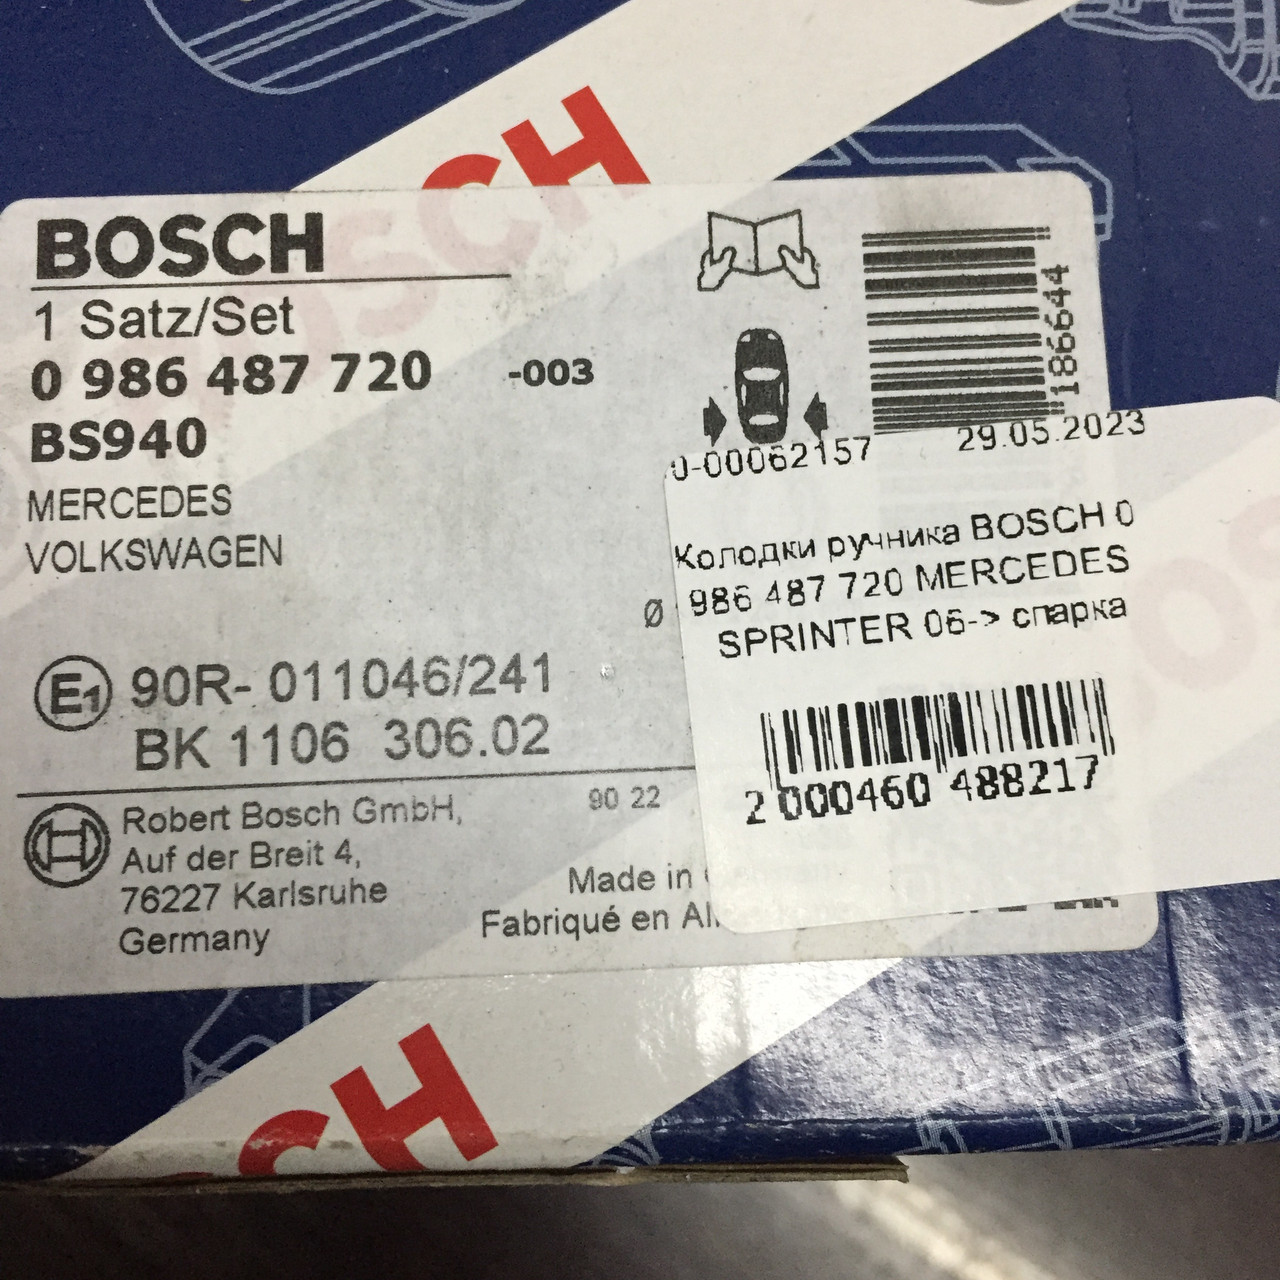 BOSCH
BOSCH
1 Satz/Set
0 986 487 720 -003
BS940
MERCEDES
VOLKSWAGEN
186644
0-00062157 29.05.2023
Колодки ручника BOSCH 0
986 487 720 MERCEDES
SPRINTER 06-> спарка
2 000460 488217
Ø
E1 90R- 011046/241
BK 1106 306.02
Robert Bosch GmbH,
Auf der Breit 4,
76227 Karlsruhe
Germany
90 22
Made in
Fabriqué en
CH